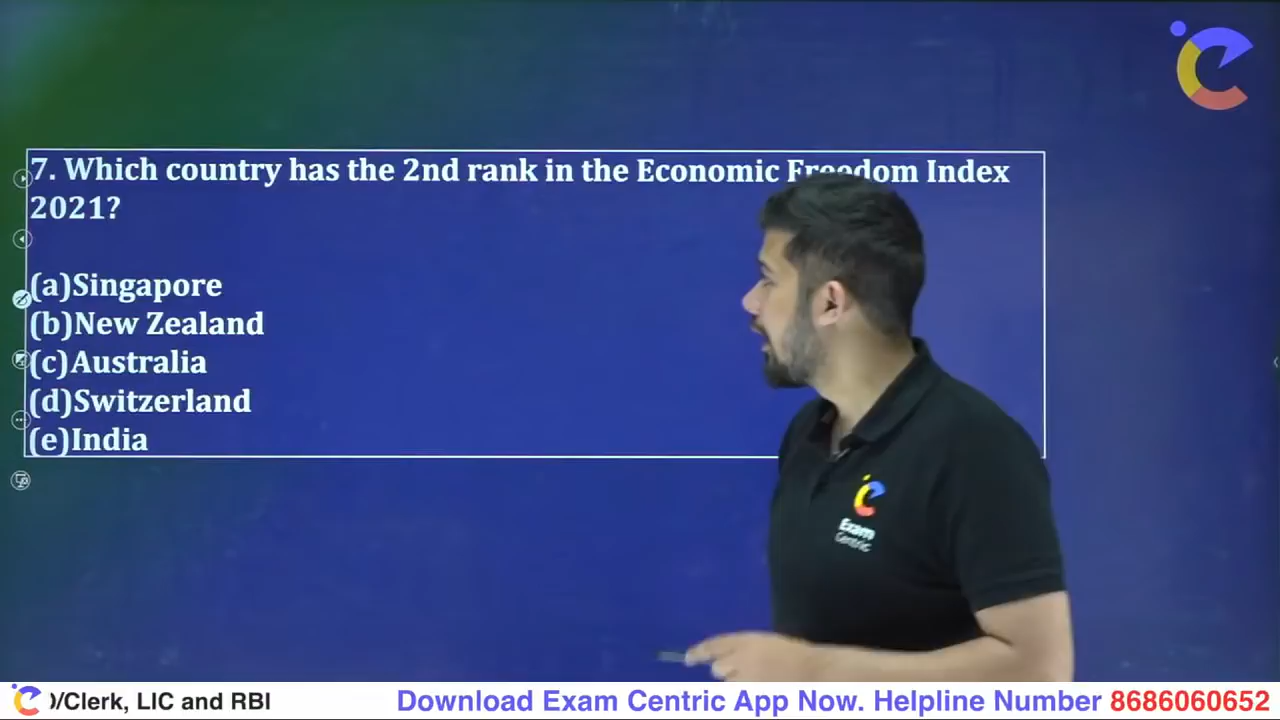 7. Which country has the 2nd rank in the Economic Freedom Index
2021?
(a)Singapore
(b)New Zealand
(c)Australia
(d)Switzerland
(e)India
Exam
Centric
/Clerk, LIC and RBI
Download Exam Centric App Now. Helpline Number 8686060652